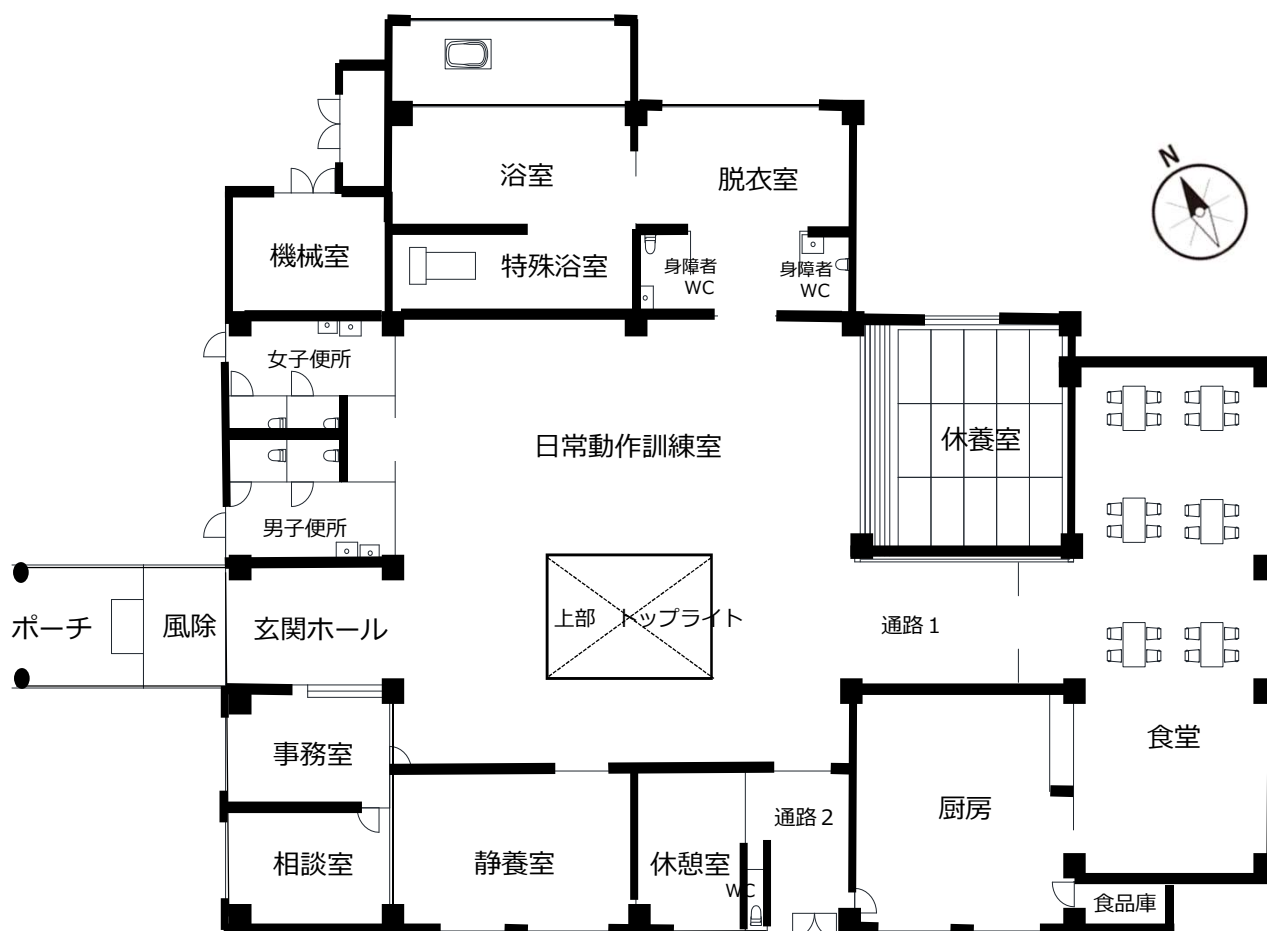 N
浴室
脱衣室
機械室
特殊浴室
身障者
WC
身障者
WC
女子便所
日常動作訓練室
休養室
男子便所
ポーチ
風除
玄関ホール
上部　トップライト
通路１
事務室
食堂
相談室
静養室
休憩室
WC
通路２
厨房
食品庫
人